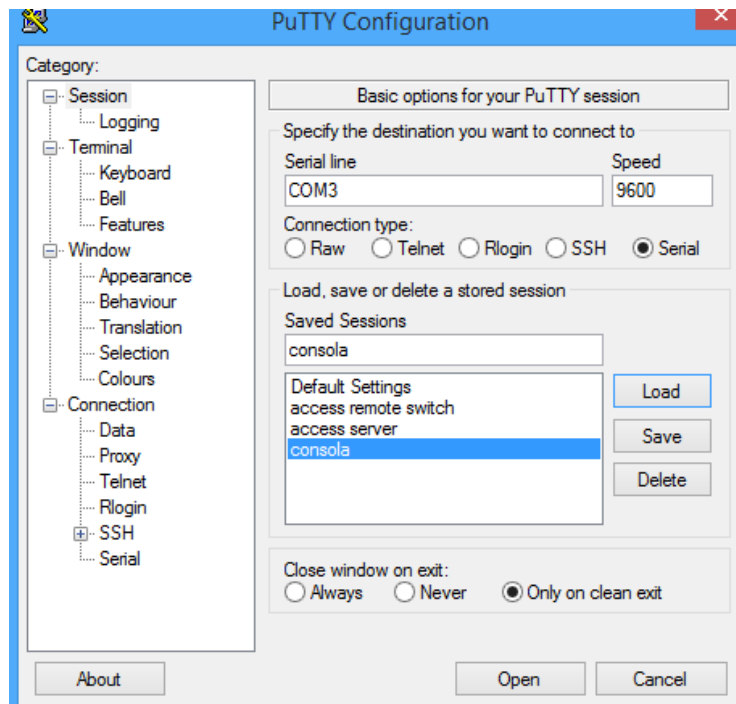 PuTTY Configuration
Category:
Session
Logging
Terminal
Keyboard
Bell
Features
Window
Appearance
Behaviour
Translation
Selection
Colours
Connection
Data
Proxy
Telnet
Rlogin
SSH
Serial
Basic options for your PuTTY session
Specify the destination you want to connect to
Serial line Speed
COM3 9600
Connection type:
Raw Telnet Rlogin SSH Serial
Load, save or delete a stored session
Saved Sessions
consola
Default Settings
access remote switch
access server
consola
Load
Save
Delete
Close window on exit:
Always Never Only on clean exit
About Open Cancel